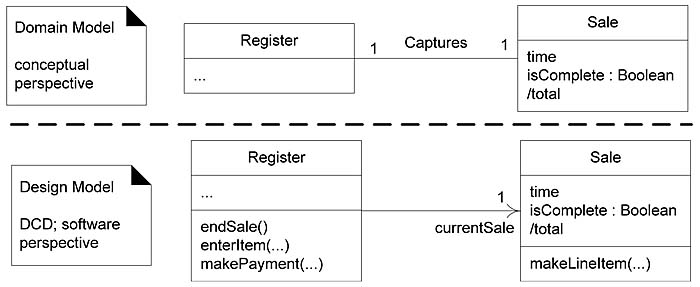 Domain Model
conceptual
perspective
Register
...
1
Captures
1
Sale
time
isComplete : Boolean
/total
Design Model
DCD; software
perspective
Register
...
endSale()
enterItem(...)
makePayment(...)
1
currentSale
Sale
time
isComplete : Boolean
/total
makeLineItem(...)